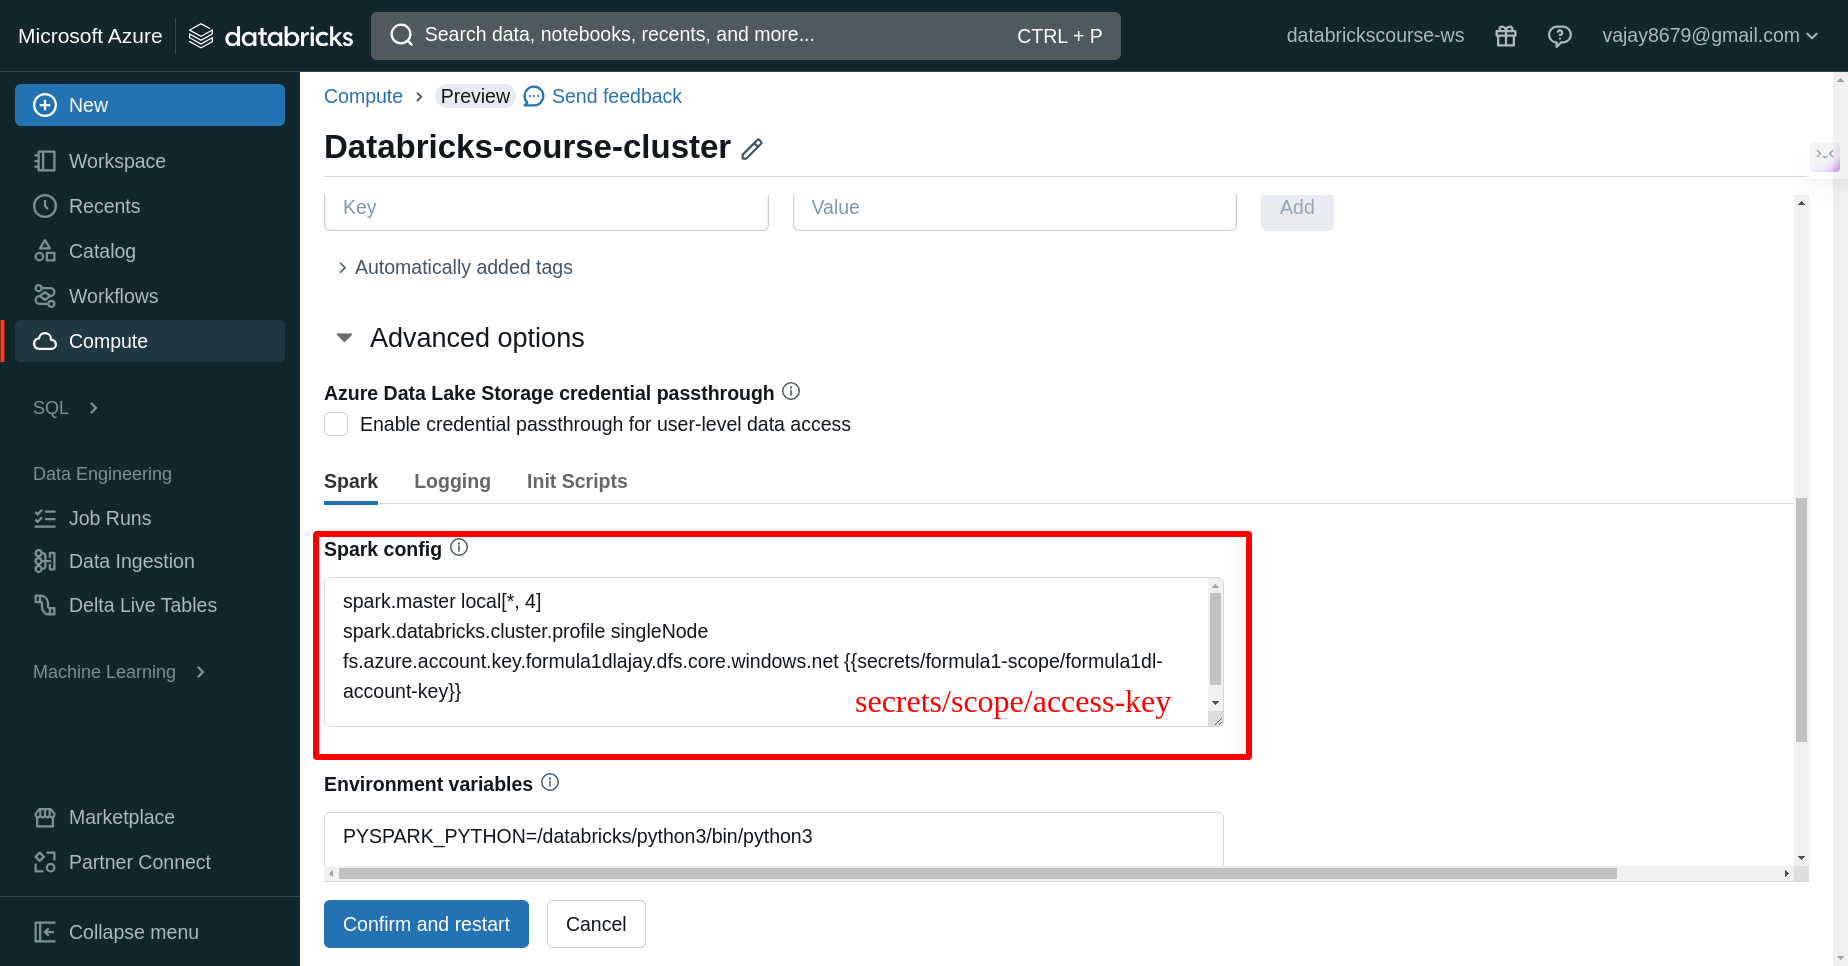 Microsoft Azure databricks Search data, notebooks, recents, and more... CTRL + P databrickscourse-ws vajay8679@gmail.com
New
Workspace
Recents
Catalog
Workflows
Compute
SQL
Data Engineering
Job Runs
Data Ingestion
Delta Live Tables
Machine Learning
Marketplace
Partner Connect
Collapse menu
Compute Preview Send feedback
Databricks-course-cluster
Key Value Add
Automatically added tags
Advanced options
Azure Data Lake Storage credential passthrough
Enable credential passthrough for user-level data access
Spark Logging Init Scripts
Spark config
spark.master local[*, 4]
spark.databricks.cluster.profile singleNode
fs.azure.account.key.formula1dlajay.dfs.core.windows.net {{secrets/formula1-scope/formula1dl-
account-key}}
secrets/scope/access-key
Environment variables
PYSPARK_PYTHON=/databricks/python3/bin/python3
Confirm and restart Cancel